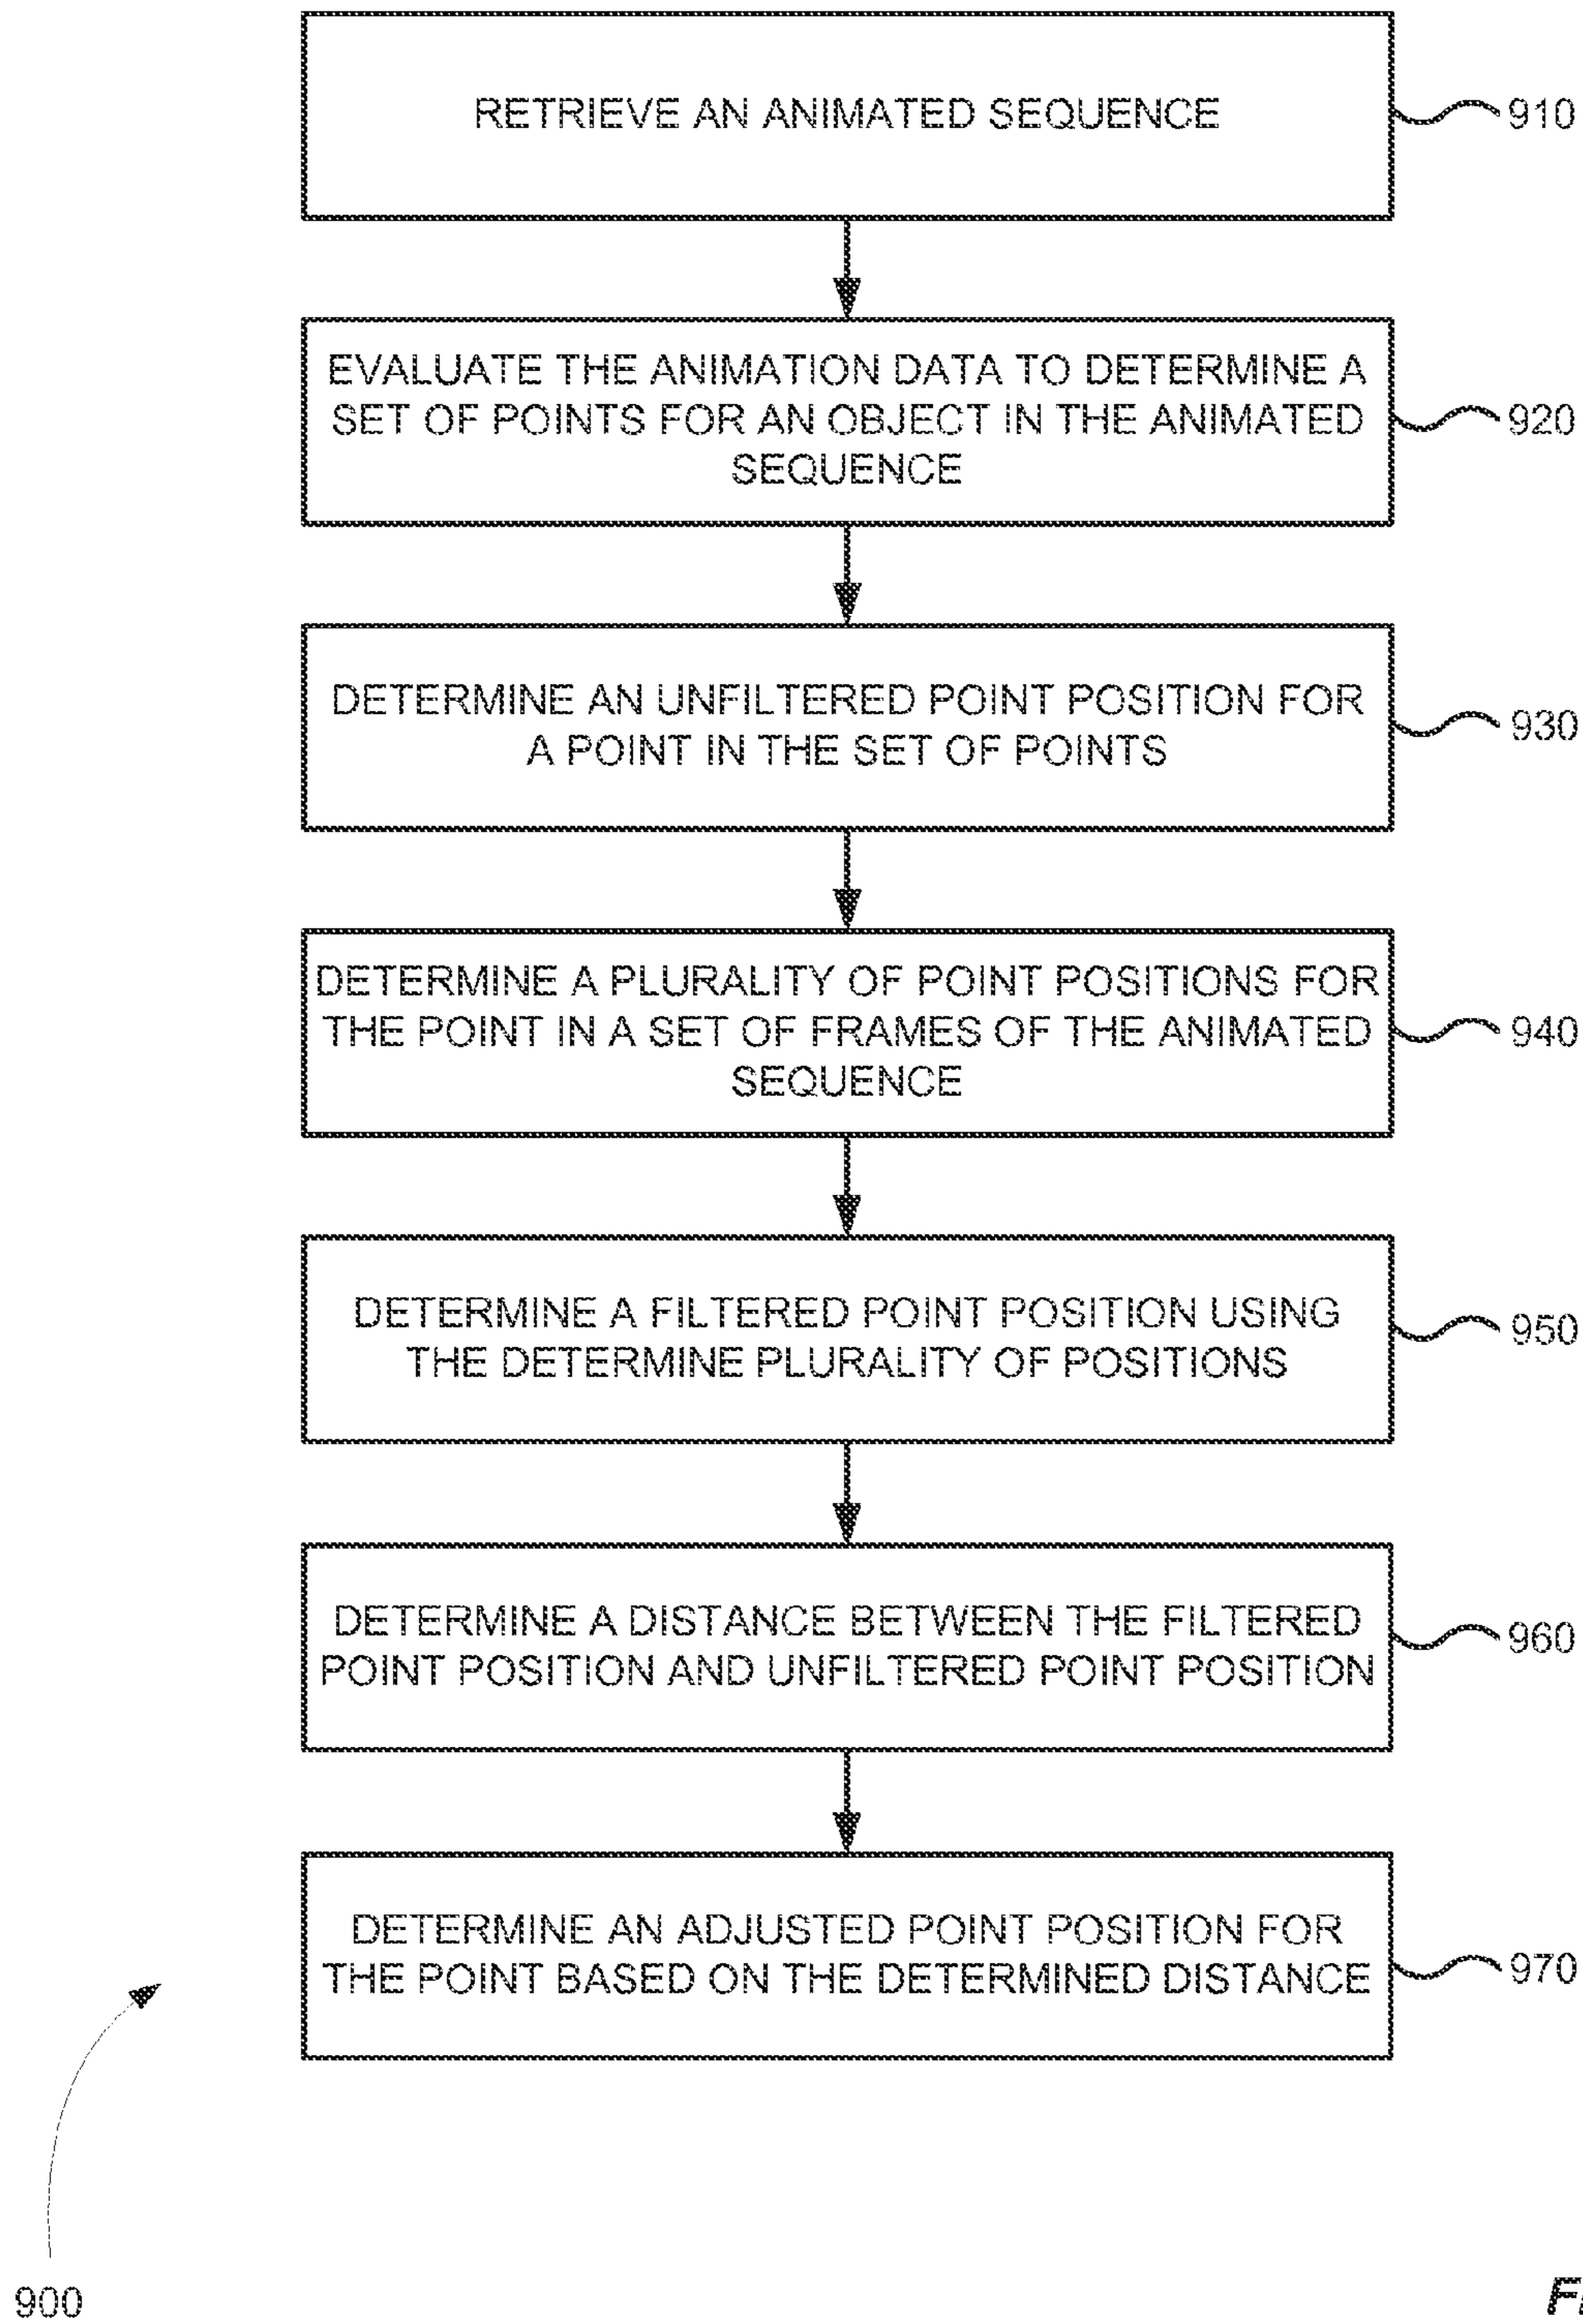 RETRIEVE AN ANIMATED SEQUENCE
910
EVALUATE THE ANIMATION DATA TO DETERMINE A
SET OF POINTS FOR AN OBJECT IN THE ANIMATED
SEQUENCE
920
DETERMINE AN UNFILTERED POINT POSITION FOR
A POINT IN THE SET OF POINTS
930
DETERMINE A PLURALITY OF POINT POSITIONS FOR
THE POINT IN A SET OF FRAMES OF THE ANIMATED
SEQUENCE
940
DETERMINE A FILTERED POINT POSITION USING
THE DETERMINE PLURALITY OF POSITIONS
950
DETERMINE A DISTANCE BETWEEN THE FILTERED
POINT POSITION AND UNFILTERED POINT POSITION
960
DETERMINE AN ADJUSTED POINT POSITION FOR
THE POINT BASED ON THE DETERMINED DISTANCE
970
900